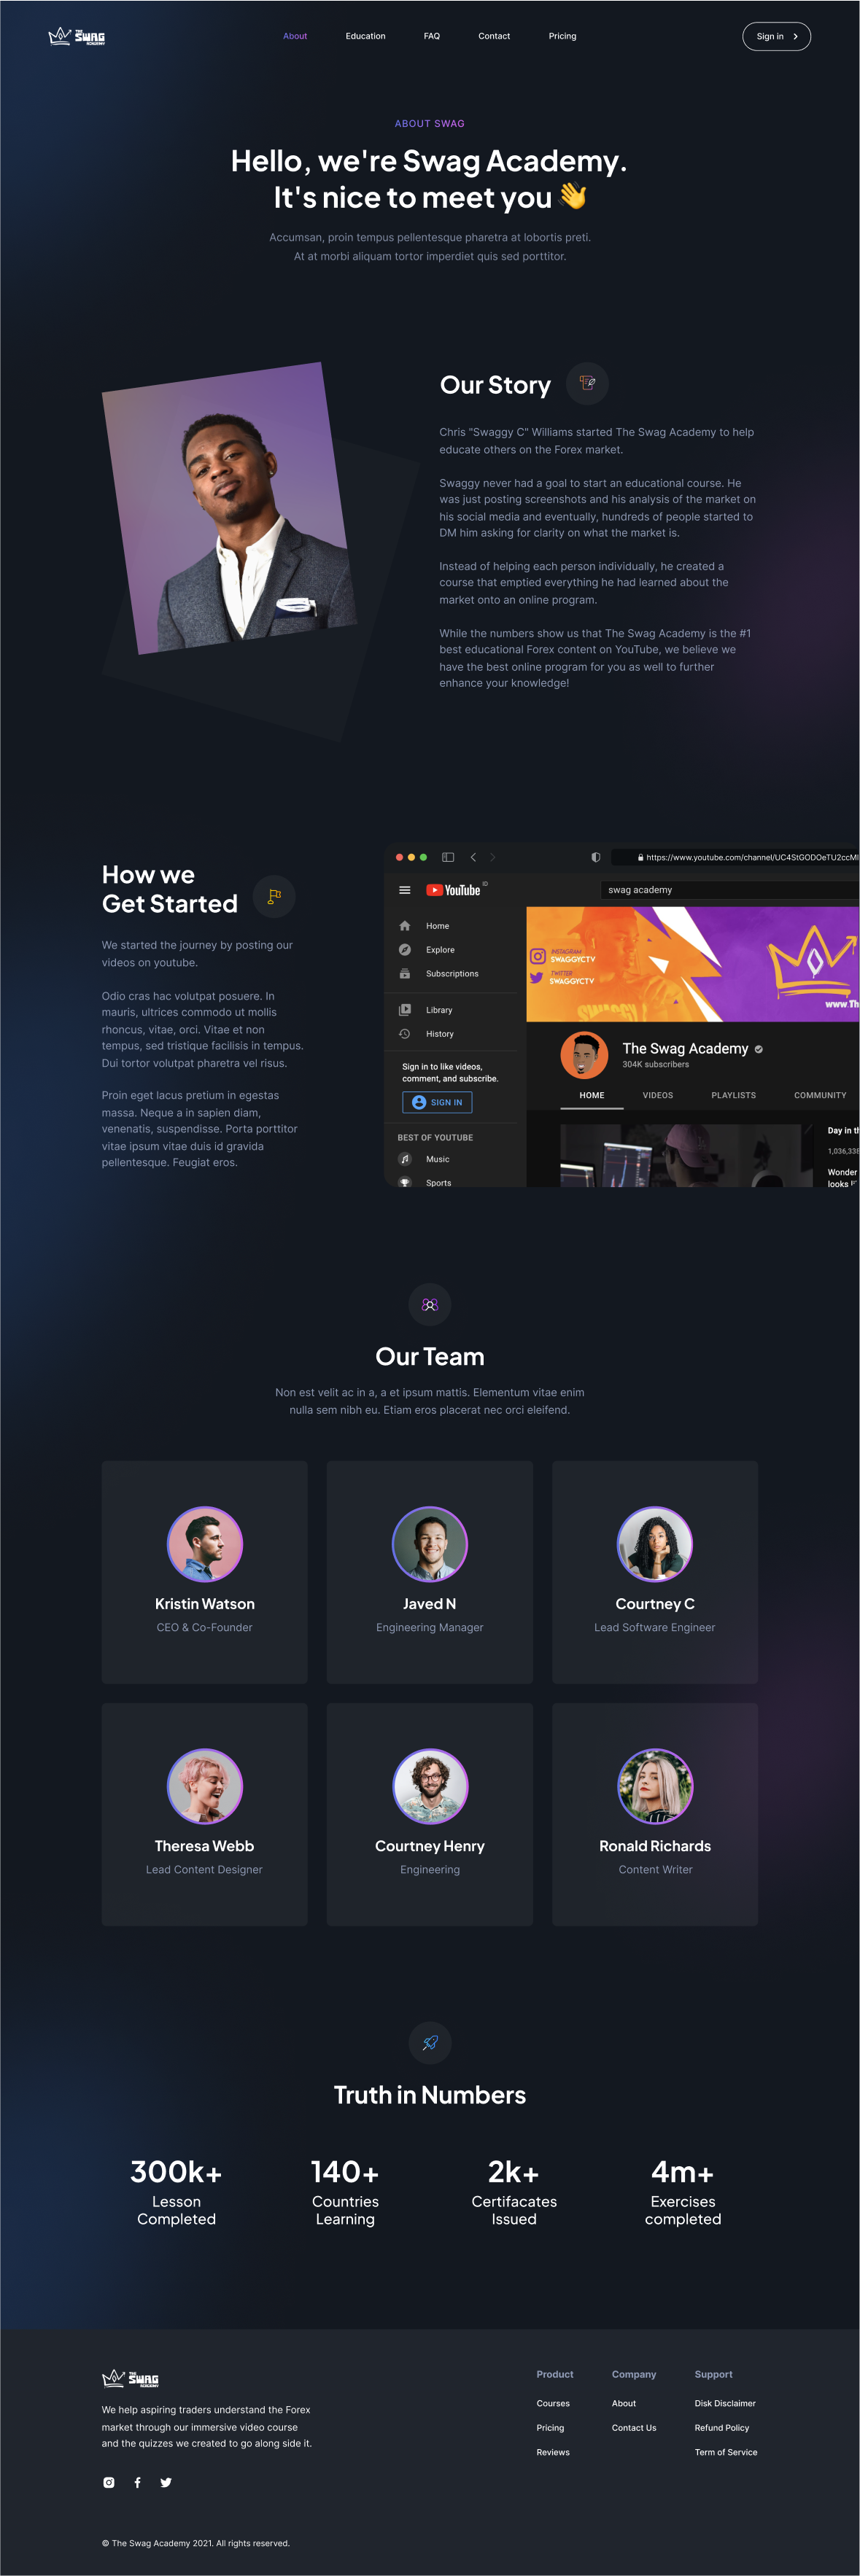 THE
SWAG
ACADEMY
About
Education
FAQ
Contact
Pricing
Sign in
ABOUT SWAG
Hello, we're Swag Academy.
It's nice to meet you 👋
Accumsan, proin tempus pellentesque pharetra at lobortis preti.
At at morbi aliquam tortor imperdiet quis sed porttitor.
Our Story
Chris "Swaggy C" Williams started The Swag Academy to help
educate others on the Forex market.
Swaggy never had a goal to start an educational course. He
was just posting screenshots and his analysis of the market on
his social media and eventually, hundreds of people started to
DM him asking for clarity on what the market is.
Instead of helping each person individually, he created a
course that emptied everything he had learned about the
market onto an online program.
While the numbers show us that The Swag Academy is the #1
best educational Forex content on YouTube, we believe we
have the best online program for you as well to further
enhance your knowledge!
How we
Get Started
We started the journey by posting our
videos on youtube.
Odio cras hac volutpat posuere. In
mauris, ultrices commodo ut mollis
rhoncus, vitae, orci. Vitae et non
tempus, sed tristique facilisis in tempus.
Dui tortor volutpat pharetra vel risus.
Proin eget lacus pretium in egestas
massa. Neque a in sapien diam,
venenatis, suspendisse. Porta porttitor
vitae ipsum vitae duis id gravida
pellentesque. Feugiat eros.
https://www.youtube.com/channel/UC4StGODOeTU2ccMl
YouTube ID
swag academy
Home
Explore
Subscriptions
Library
History
Sign in to like videos,
comment, and subscribe.
SIGN IN
BEST OF YOUTUBE
Music
Sports
INSTAGRAM
SWAGGYCTV
TWITTER
SWAGGYCTV
SWAGGY
www.Th
The Swag Academy
304K subscribers
HOME
VIDEOS
PLAYLISTS
COMMUNITY
Day in th
1,036,338
Wonder
looks l
Our Team
Non est velit ac in a, a et ipsum mattis. Elementum vitae enim
nulla sem nibh eu. Etiam eros placerat nec orci eleifend.
Kristin Watson
CEO & Co-Founder
Javed N
Engineering Manager
Courtney C
Lead Software Engineer
Theresa Webb
Lead Content Designer
Courtney Henry
Engineering
Ronald Richards
Content Writer
Truth in Numbers
300k+
Lesson
Completed
140+
Countries
Learning
2k+
Certifacates
Issued
4m+
Exercises
completed
THE
SWAG
ACADEMY
We help aspiring traders understand the Forex
market through our immersive video course
and the quizzes we created to go along side it.
Product
Courses
Pricing
Reviews
Company
About
Contact Us
Support
Disk Disclaimer
Refund Policy
Term of Service
© The Swag Academy 2021. All rights reserved.